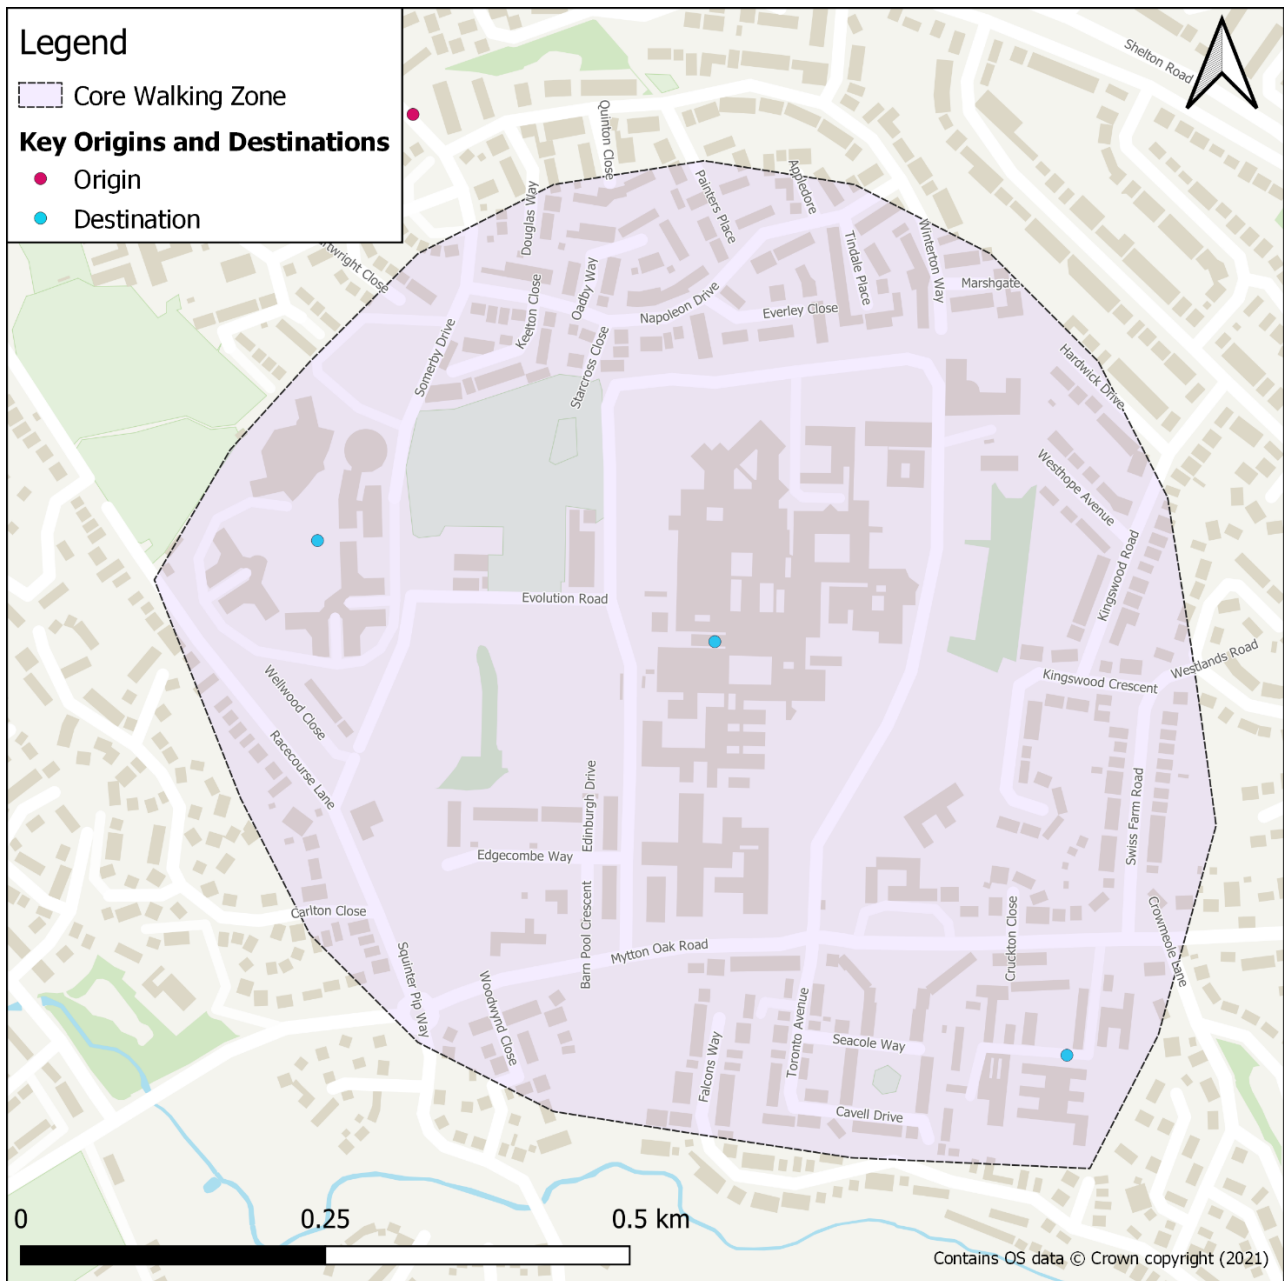 Legend
Core Walking Zone
Key Origins and Destinations
Origin
Destination
Shelton Road
Quinton Close
Painters Place
Appledore
Douglas Way
Winterton Way
Tindale Place
Marshgate
Oadby Way
Keelton Close
Napoleon Drive
Everley Close
Somerby Drive
Starcross Close
Hardwick Drive
Westhope Avenue
Kingswood Road
Evolution Road
Westlands Road
Kingswood Crescent
Wellwood Close
Racecourse Lane
Edinburgh Drive
Swiss Farm Road
Edgecombe Way
Carlton Close
Barn Pool Crescent
Mytton Oak Road
Cruckton Close
Crowmeole Lane
Squinter Pip Way
Woodwynd Close
Toronto Avenue
Falcons Way
Seacole Way
Cavell Drive
0
0.25
0.5 km
Contains OS data © Crown copyright (2021)